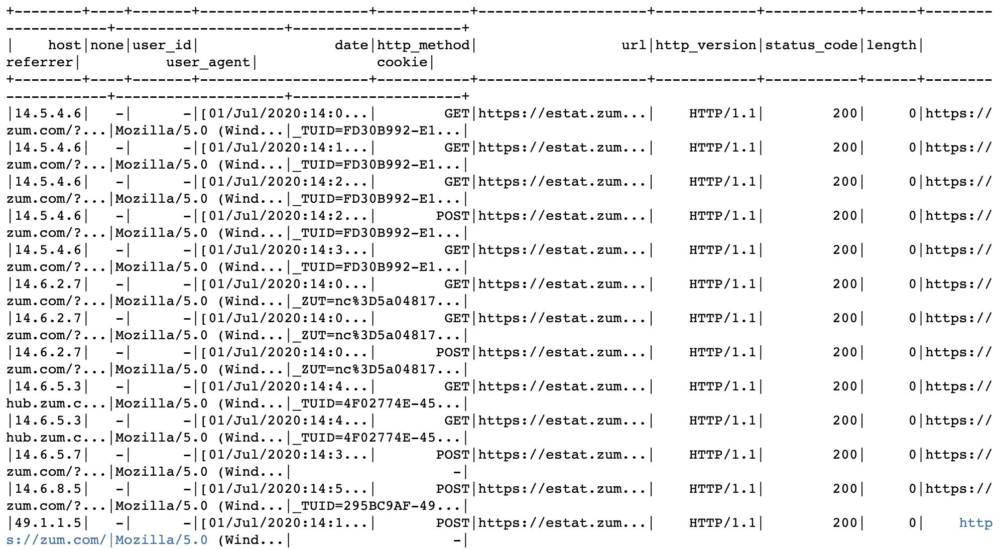 +--------+----+-------+--------------------+-----------+--------------------+------------+-----------+------+--------
------------+--------------------+--------------------+
|    host|none|user_id|                date|http_method|                 url|http_version|status_code|length|
referrer|          user_agent|              cookie|
+--------+----+-------+--------------------+-----------+--------------------+------------+-----------+------+--------
------------+--------------------+--------------------+
|14.5.4.6|   -|      -|[01/Jul/2020:14:0...|        GET|https://estat.zum...|    HTTP/1.1|        200|     0|https://
zum.com/?...|Mozilla/5.0 (Wind...|_TUID=FD30B992-E1...|
|14.5.4.6|   -|      -|[01/Jul/2020:14:1...|        GET|https://estat.zum...|    HTTP/1.1|        200|     0|https://
zum.com/?...|Mozilla/5.0 (Wind...|_TUID=FD30B992-E1...|
|14.5.4.6|   -|      -|[01/Jul/2020:14:2...|        GET|https://estat.zum...|    HTTP/1.1|        200|     0|https://
zum.com/?...|Mozilla/5.0 (Wind...|_TUID=FD30B992-E1...|
|14.5.4.6|   -|      -|[01/Jul/2020:14:2...|       POST|https://estat.zum...|    HTTP/1.1|        200|     0|https://
zum.com/?...|Mozilla/5.0 (Wind...|_TUID=FD30B992-E1...|
|14.5.4.6|   -|      -|[01/Jul/2020:14:3...|        GET|https://estat.zum...|    HTTP/1.1|        200|     0|https://
zum.com/?...|Mozilla/5.0 (Wind...|_TUID=FD30B992-E1...|
|14.6.2.7|   -|      -|[01/Jul/2020:14:0...|        GET|https://estat.zum...|    HTTP/1.1|        200|     0|https://
zum.com/?...|Mozilla/5.0 (Wind...|_ZUT=nc%3D5a04817...|
|14.6.2.7|   -|      -|[01/Jul/2020:14:0...|        GET|https://estat.zum...|    HTTP/1.1|        200|     0|https://
zum.com/?...|Mozilla/5.0 (Wind...|_ZUT=nc%3D5a04817...|
|14.6.2.7|   -|      -|[01/Jul/2020:14:0...|       POST|https://estat.zum...|    HTTP/1.1|        200|     0|https://
zum.com/?...|Mozilla/5.0 (Wind...|_ZUT=nc%3D5a04817...|
|14.6.5.3|   -|      -|[01/Jul/2020:14:4...|        GET|https://estat.zum...|    HTTP/1.1|        200|     0|https://
hub.zum.c...|Mozilla/5.0 (Wind...|_TUID=4F02774E-45...|
|14.6.5.3|   -|      -|[01/Jul/2020:14:4...|        GET|https://estat.zum...|    HTTP/1.1|        200|     0|https://
hub.zum.c...|Mozilla/5.0 (Wind...|_TUID=4F02774E-45...|
|14.6.5.7|   -|      -|[01/Jul/2020:14:3...|       POST|https://estat.zum...|    HTTP/1.1|        200|     0|https://
zum.com/?...|Mozilla/5.0 (Wind...|                   -|
|14.6.8.5|   -|      -|[01/Jul/2020:14:5...|       POST|https://estat.zum...|    HTTP/1.1|        200|     0|https://
zum.com/?...|Mozilla/5.0 (Wind...|_TUID=295BC9AF-49...|
|49.1.1.5|   -|      -|[01/Jul/2020:14:1...|       POST|https://estat.zum...|    HTTP/1.1|        200|     0|    http
s://zum.com/|Mozilla/5.0 (Wind...|                   -|